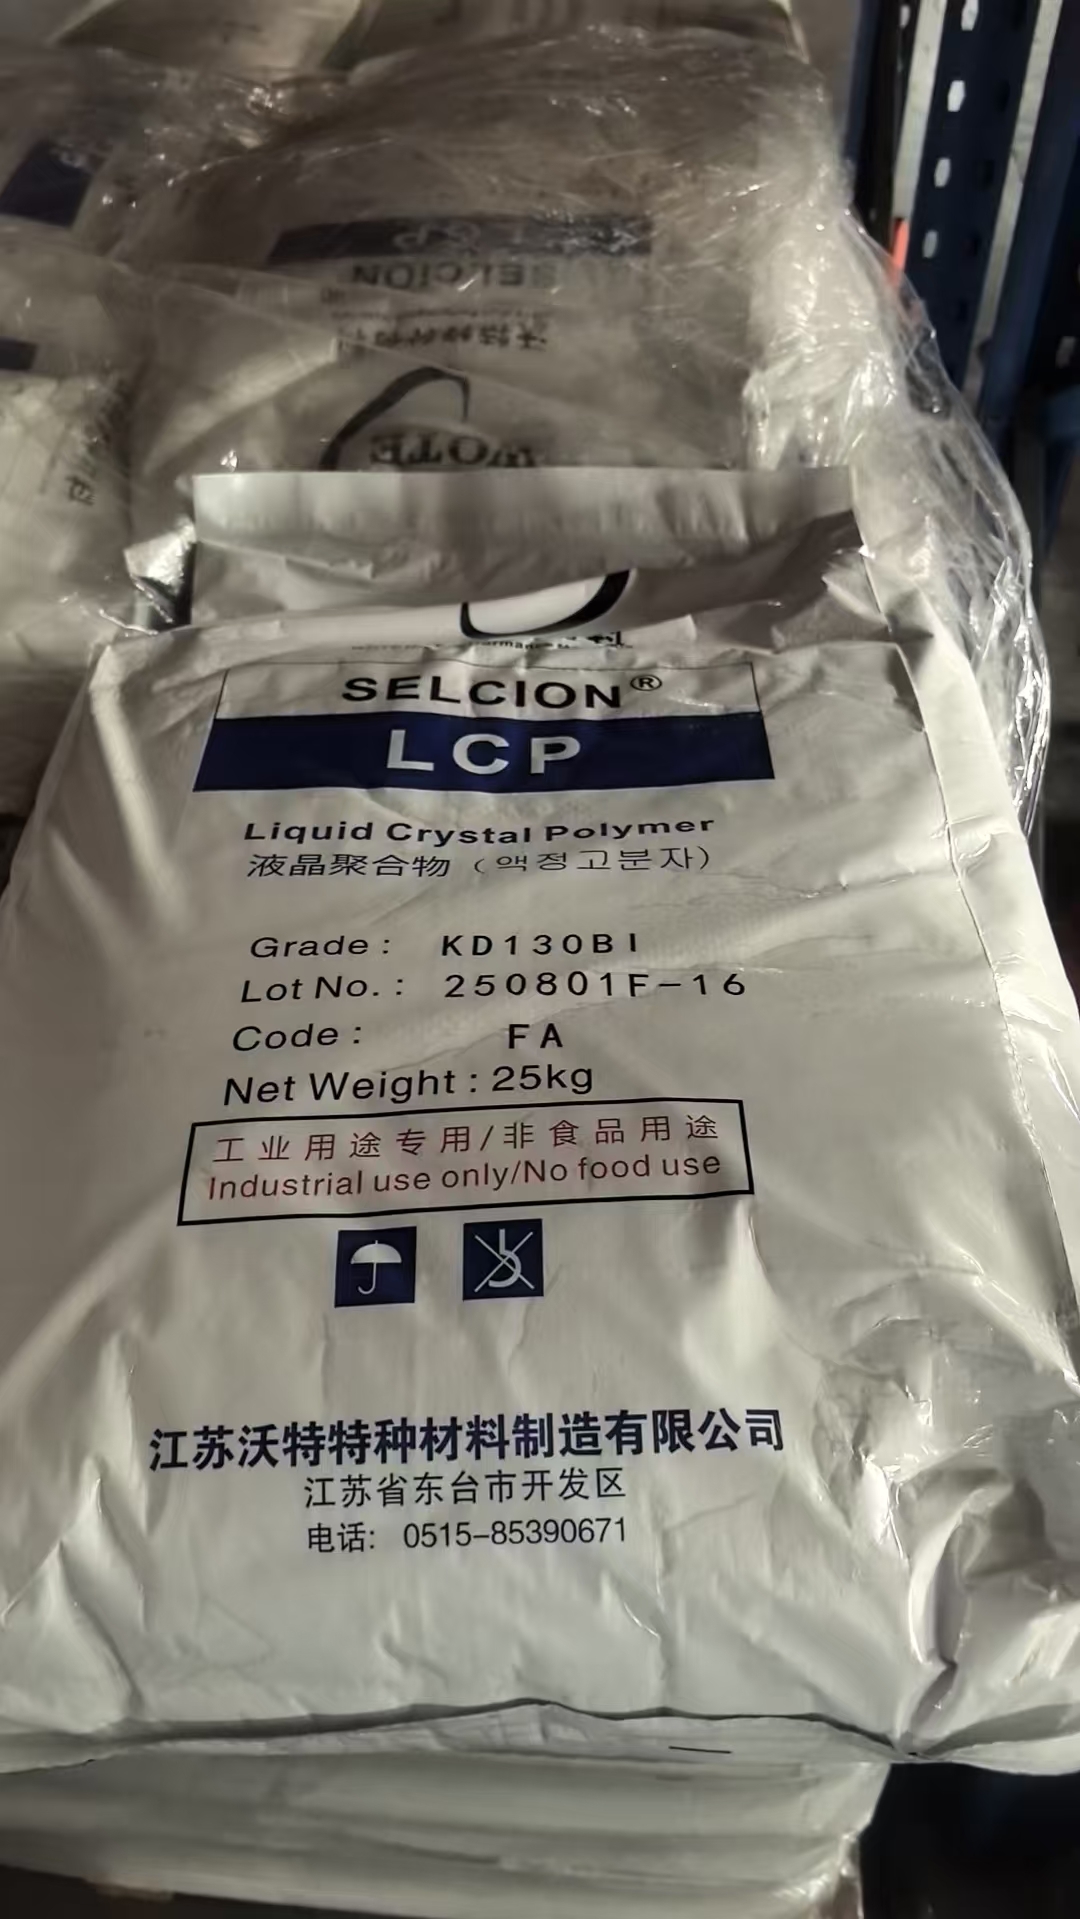 SELCION
SELCION®
LCP
Liquid Crystal Polymer
液晶聚合物（액정고분자）
Grade: KD130BI
Lot No.: 250801F-16
Code: FA
Net Weight: 25kg
工业用途专用/非食品用途
Industrial use only/No food use
江苏沃特特种材料制造有限公司
江苏省东台市开发区
电话: 0515-85390671